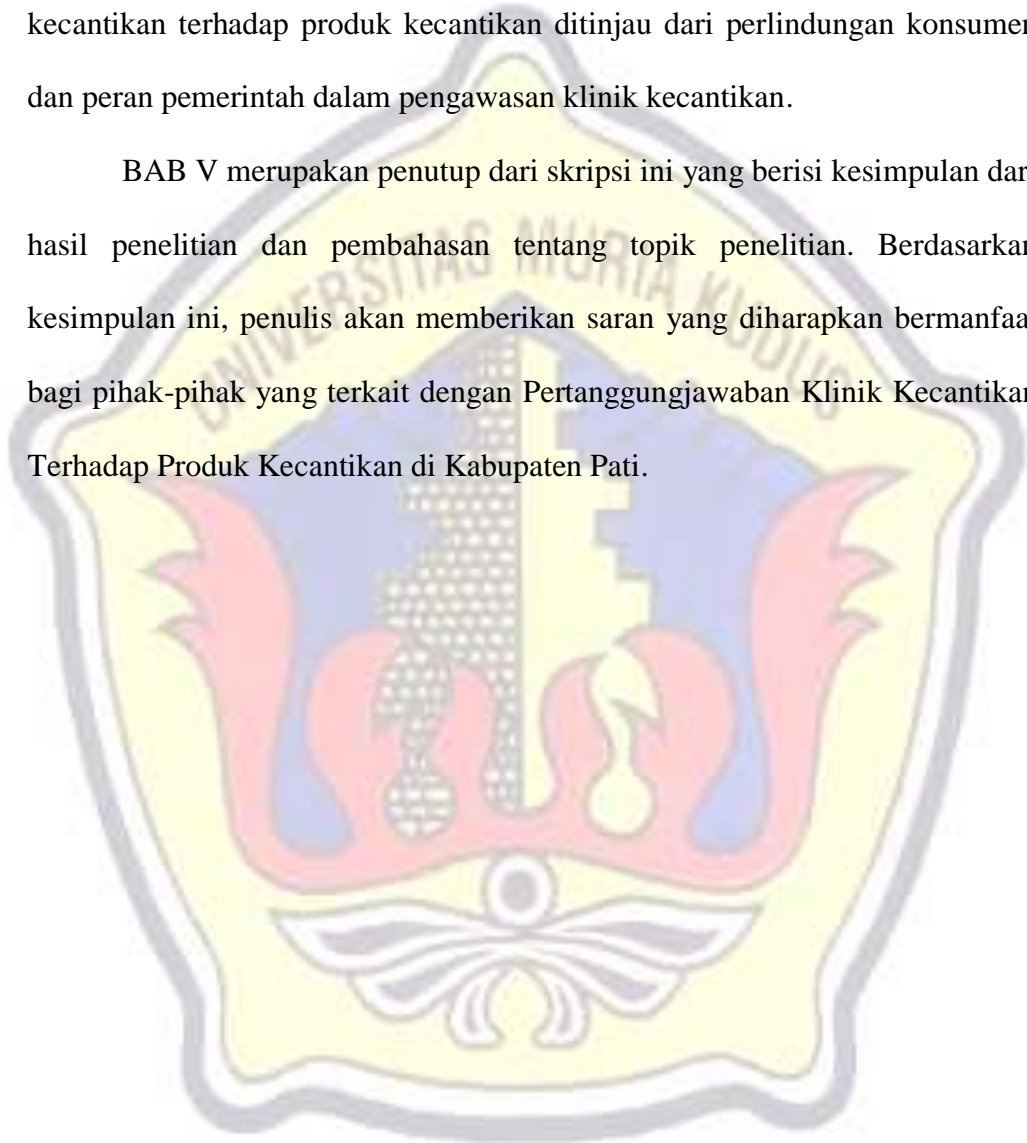 kecantikan terhadap produk kecantikan ditinjau dari perlindungan konsumen
dan peran pemerintah dalam pengawasan klinik kecantikan.
BAB V merupakan penutup dari skripsi ini yang berisi kesimpulan dari
hasil penelitian dan pembahasan tentang topik penelitian. Berdasarkan
kesimpulan ini, penulis akan memberikan saran yang diharapkan bermanfaat
bagi pihak-pihak yang terkait dengan Pertanggungjawaban Klinik Kecantikan
Terhadap Produk Kecantikan di Kabupaten Pati.
UNIVERSITAS MURIA KUDUS